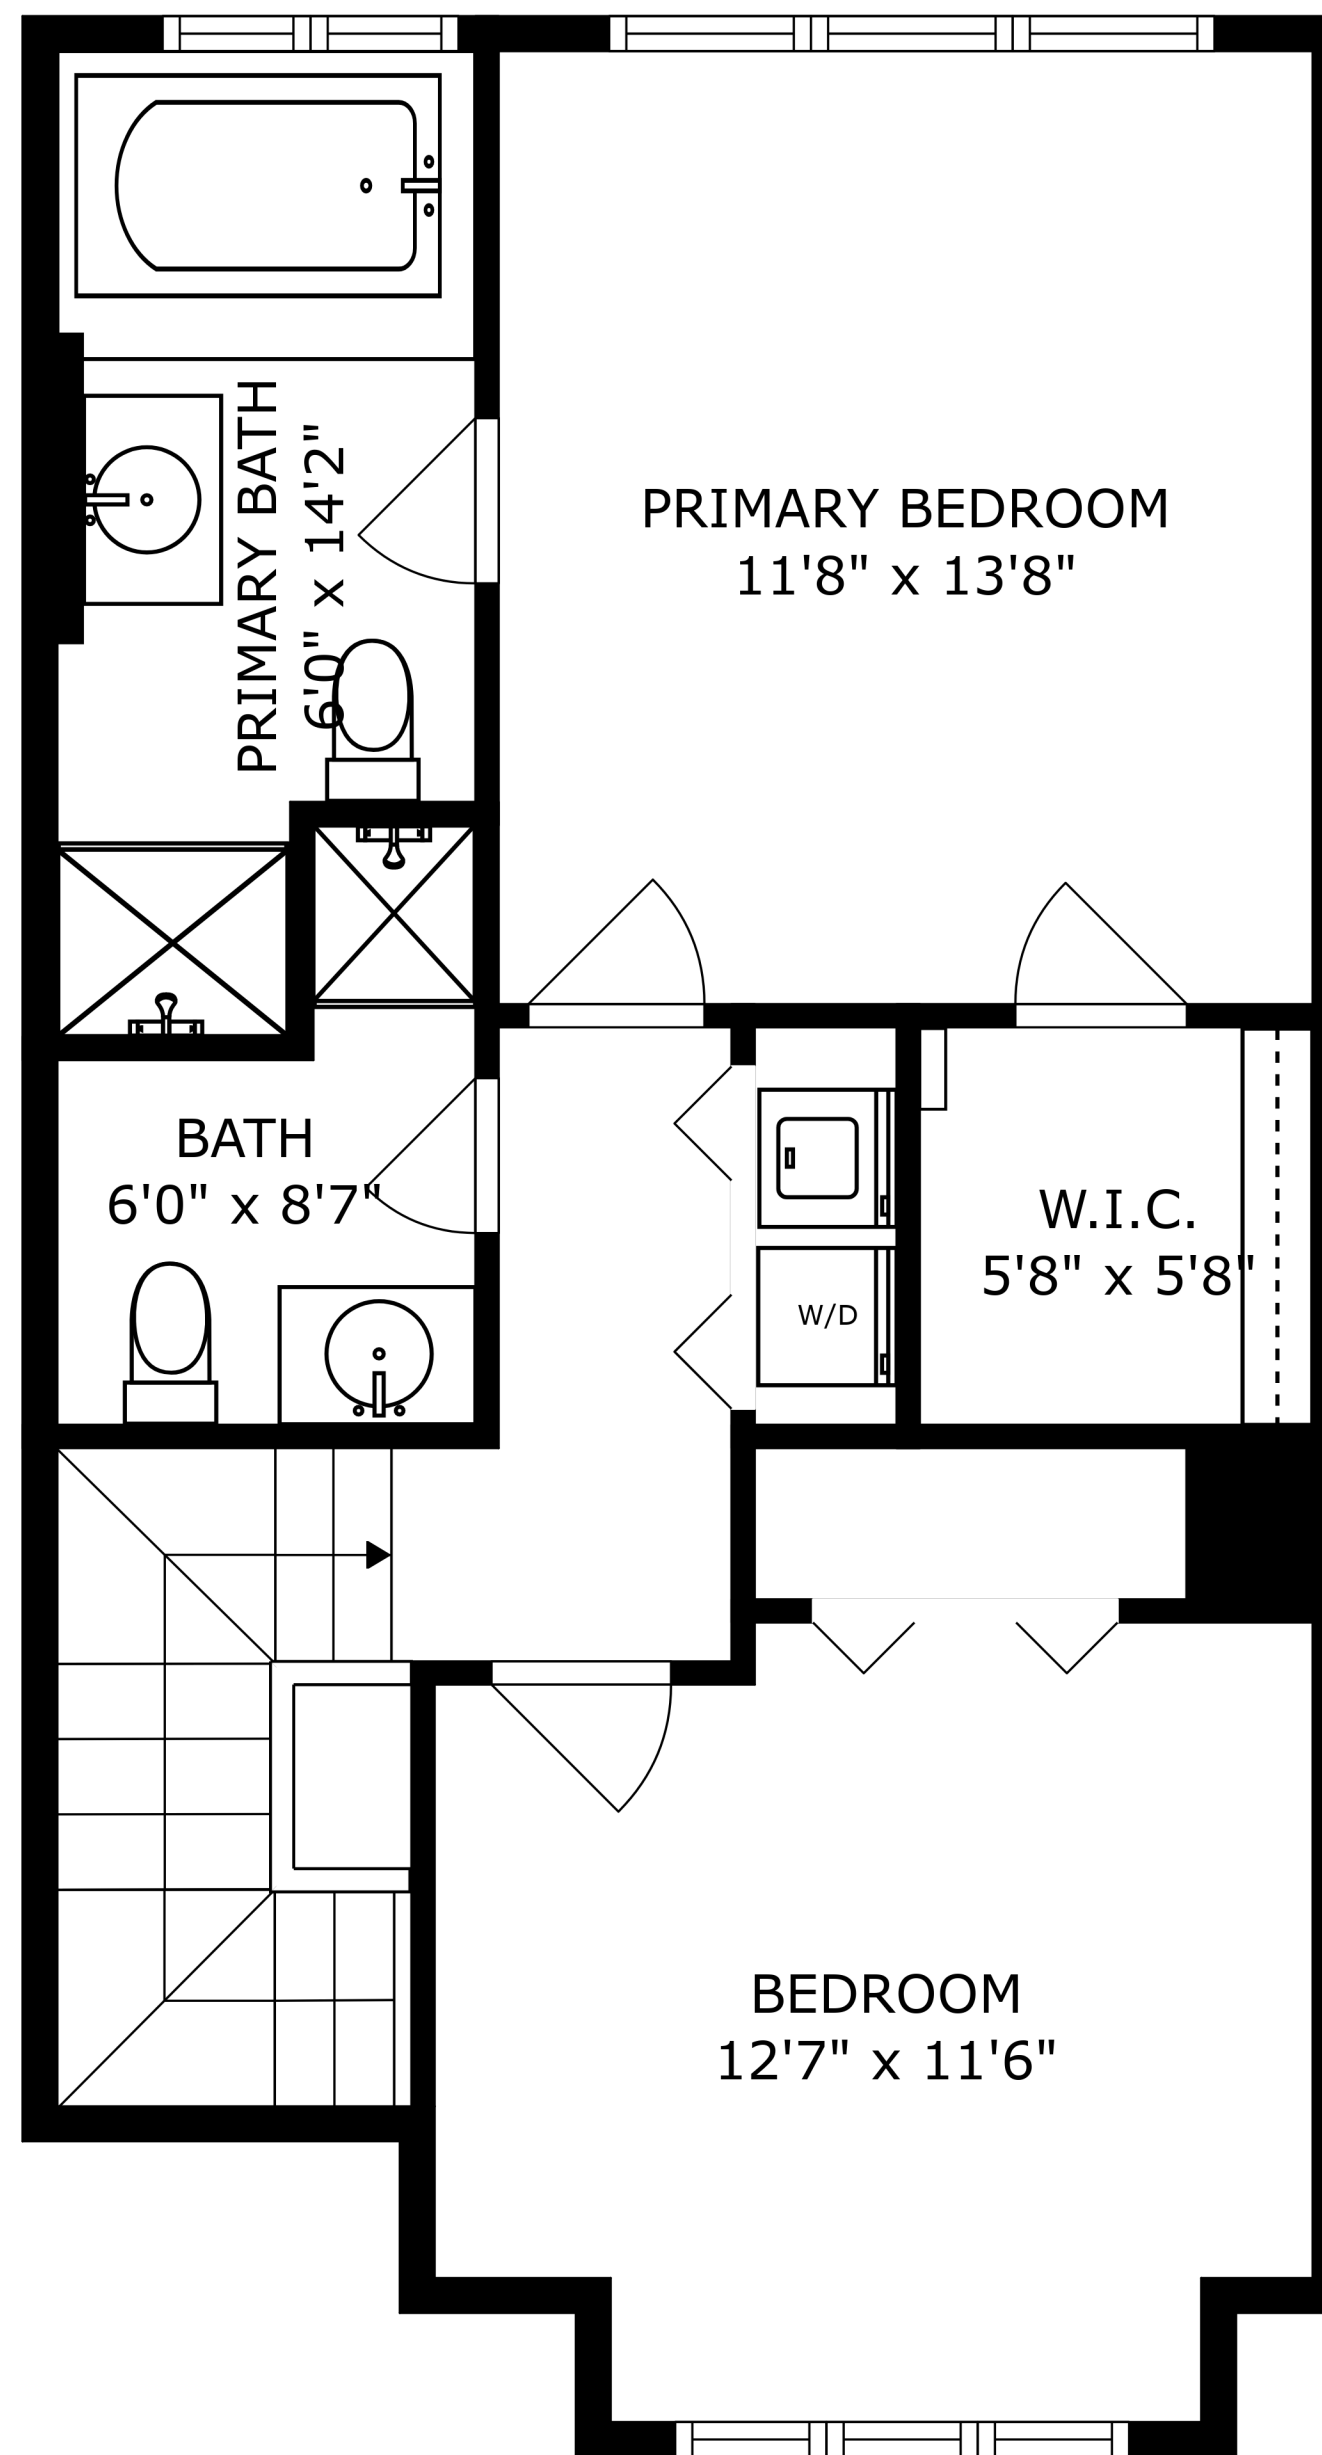 PRIMARY BATH
6'0" x 14'2"
PRIMARY BEDROOM
11'8" x 13'8"
BATH
6'0" x 8'7"
W.I.C.
5'8" x 5'8"
W/D
BEDROOM
12'7" x 11'6"